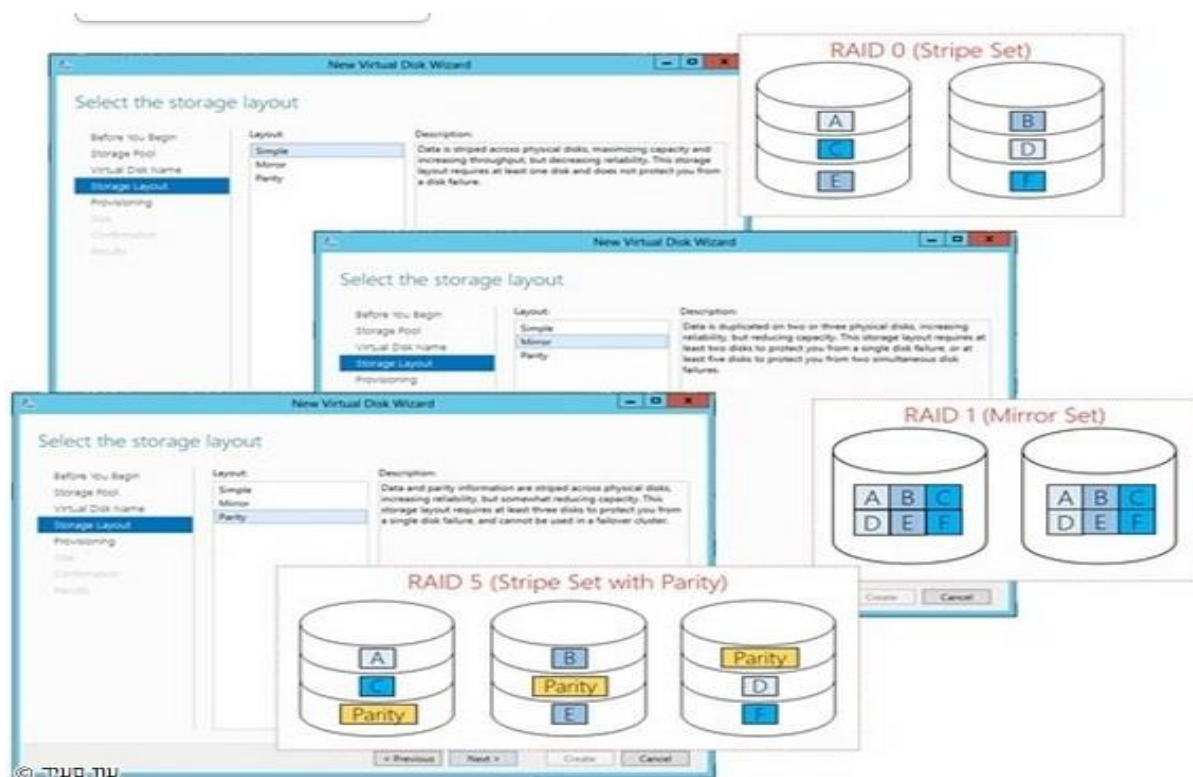 New Virtual Disk Wizard
Select the storage layout
Before You Begin
Storage Pool
Virtual Disk Name
Storage Layout
Provisioning
Confirmation
Results
Layout:
Simple
Mirror
Parity
Description:
Data is striped across physical disks, maximizing capacity and
increasing throughput, but decreasing reliability. This storage
layout requires at least one disk and does not protect you from
a disk failure.
RAID 0 (Stripe Set)
A
B
C
D
E
F
New Virtual Disk Wizard
Select the storage layout
Before You Begin
Storage Pool
Virtual Disk Name
Storage Layout
Provisioning
Layout:
Simple
Mirror
Parity
Description:
Data is duplicated on two or three physical disks, increasing
reliability, but reducing capacity. This storage layout requires at
least two disks to protect you from a single disk failure, or at
least five disks to protect you from two simultaneous disk
failures.
RAID 1 (Mirror Set)
A B C
D E F
A B C
D E F
Create
Cancel
New Virtual Disk Wizard
Select the storage layout
Before You Begin
Storage Pool
Virtual Disk Name
Storage Layout
Provisioning
Confirmation
Results
Layout:
Simple
Mirror
Parity
Description:
Data and parity information are striped across physical disks,
increasing reliability, but somewhat reducing capacity. This
storage layout requires at least three disks to protect you from
a single disk failure, and cannot be used in a failover cluster.
RAID 5 (Stripe Set with Parity)
A
B
Parity
C
Parity
D
Parity
E
F
< Previous
Next >
Create
Cancel